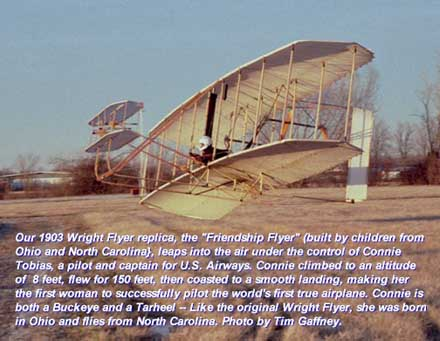 Our 1903 Wright Flyer replica, the "Friendship Flyer" (built by children from
Ohio and North Carolina}, leaps into the air under the control of Connie
Tobias, a pilot and captain for U.S. Airways. Connie climbed to an altitude
of  8 feet, flew for 150 feet, then coasted to a smooth landing, making her
the first woman to successfully pilot the world's first true airplane. Connie is
both a Buckeye and a Tarheel -- Like the original Wright Flyer, she was born
in Ohio and flies from North Carolina. Photo by Tim Gaffney.